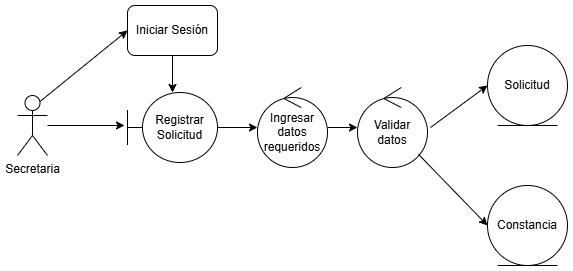 Iniciar Sesión
Secretaria
Registrar
Solicitud
Ingresar
datos
requeridos
Validar
datos
Solicitud
Constancia